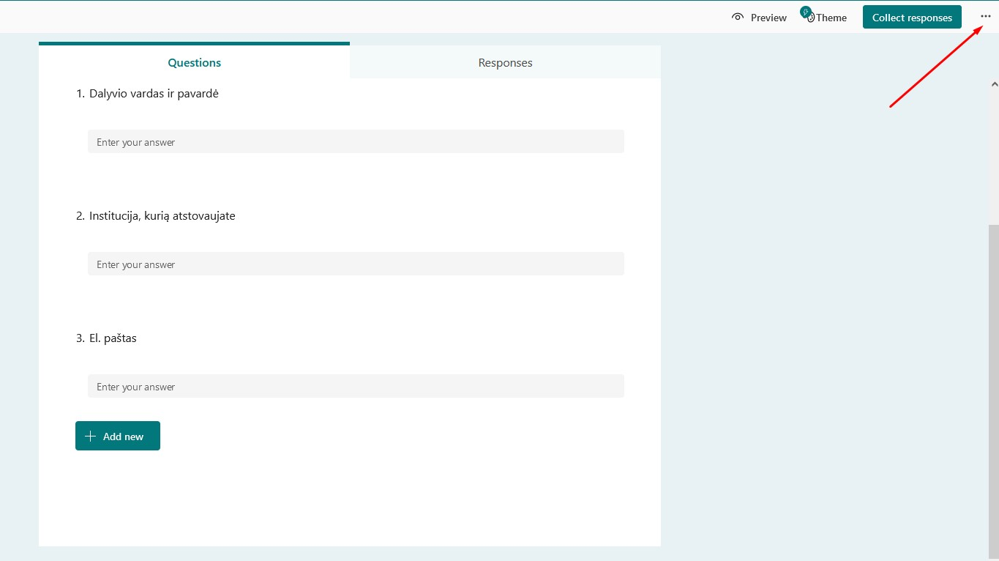 Preview Theme Collect responses ...
Questions Responses
1. Dalyvio vardas ir pavardė
Enter your answer
2. Institucija, kurią atstovaujate
Enter your answer
3. El. paštas
Enter your answer
Add new